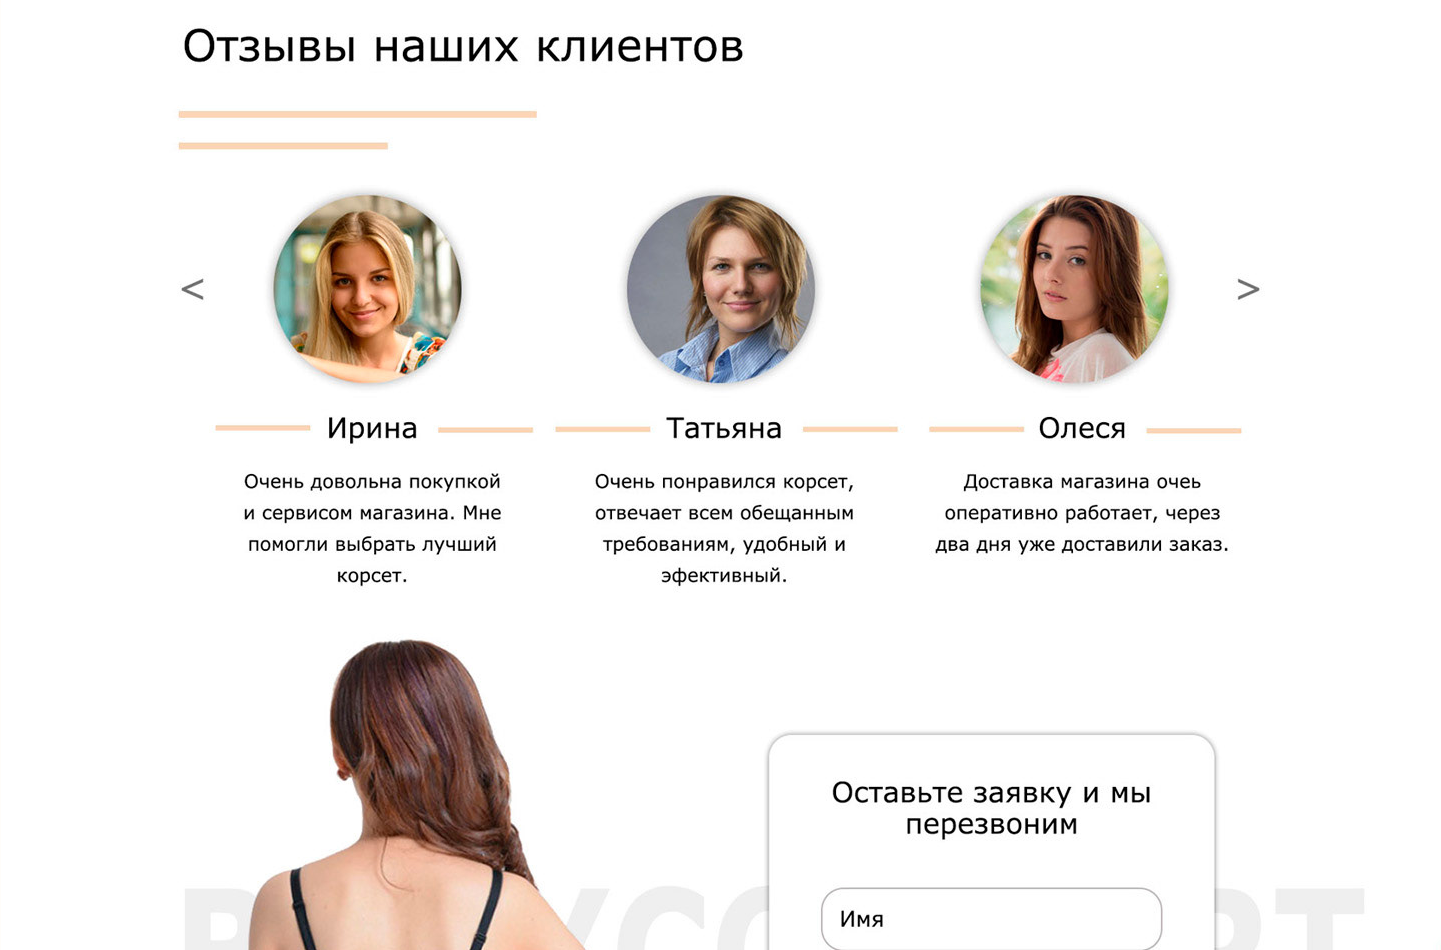 Отзывы наших клиентов
<
>
Ирина
Очень довольна покупкой
и сервисом магазина. Мне
помогли выбрать лучший
корсет.
Татьяна
Очень понравился корсет,
отвечает всем обещанным
требованиям, удобный и
эфективный.
Олеся
Доставка магазина очеь
оперативно работает, через
два дня уже доставили заказ.
Оставьте заявку и мы
перезвоним
Имя